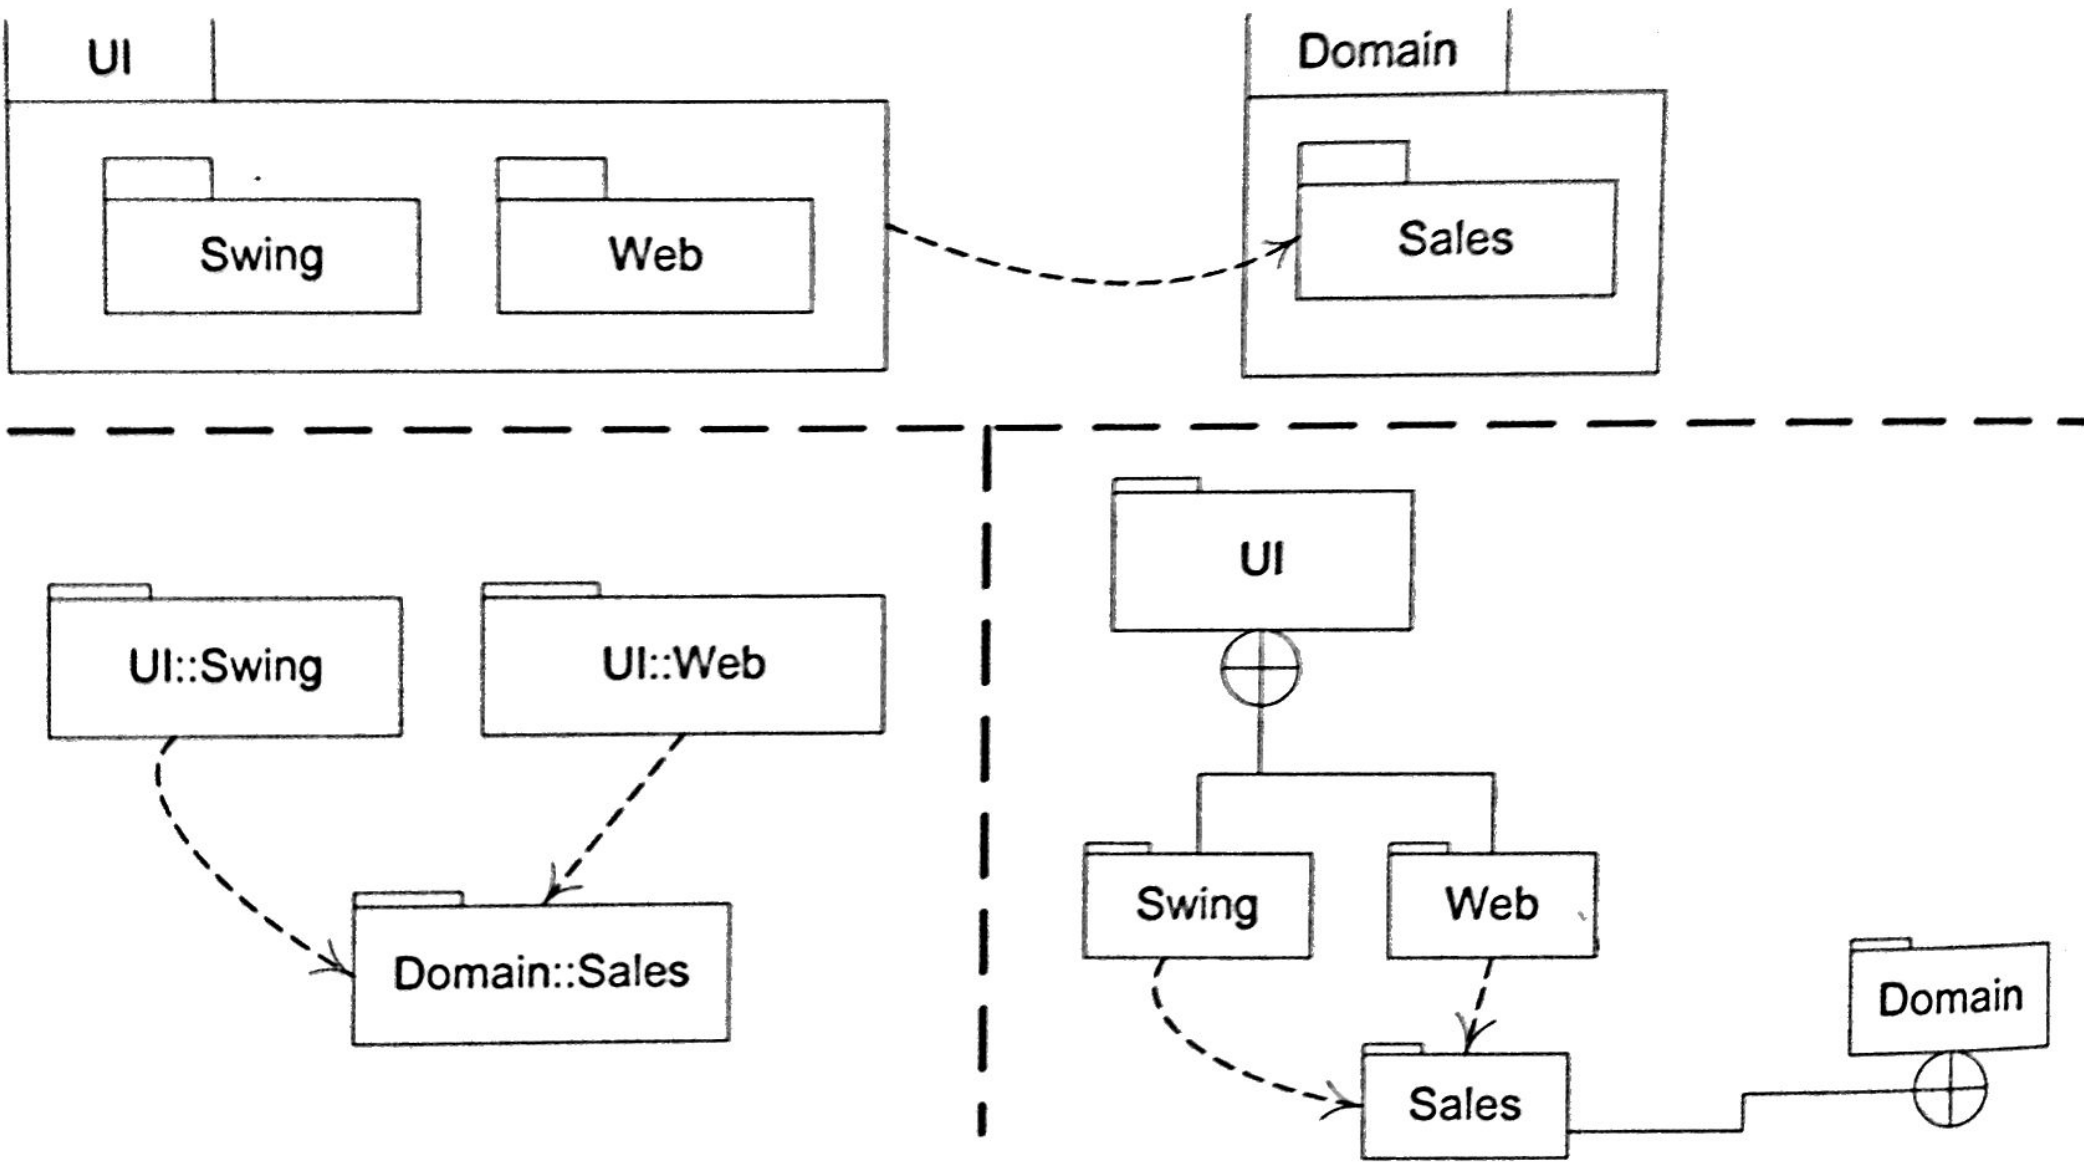 UI
Domain
Swing
Web
Sales
UI::Swing
UI::Web
Domain::Sales
UI
Swing
Web
Domain
Sales